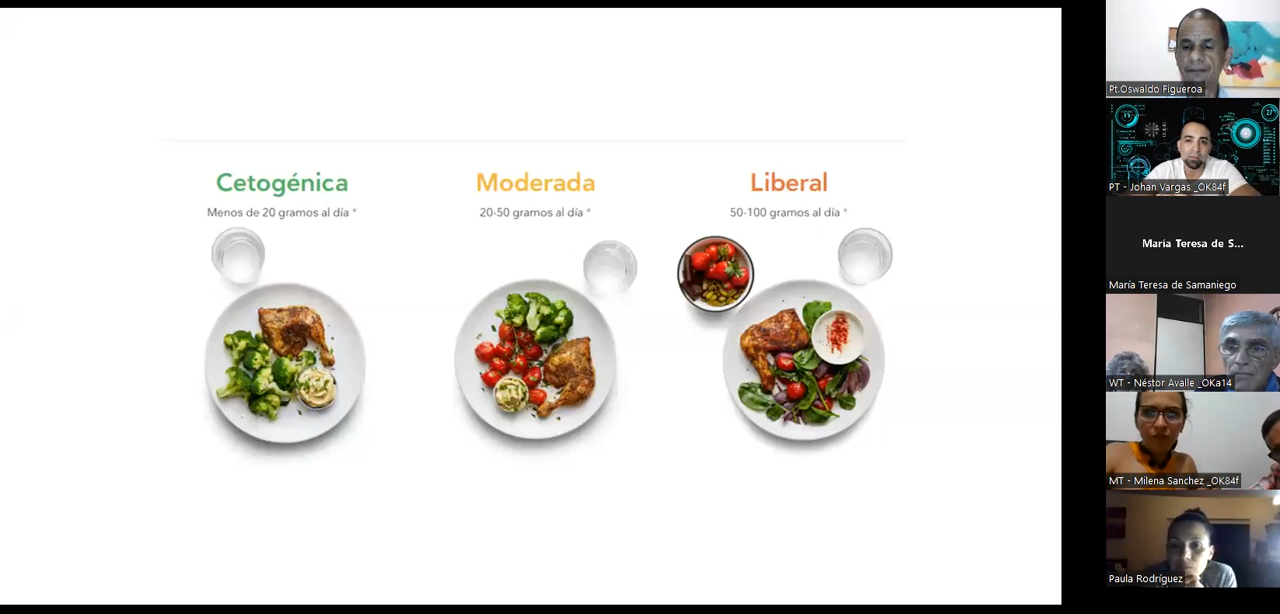 Cetogénica
Menos de 20 gramos al día *
Moderada
20-50 gramos al día *
Liberal
50-100 gramos al día *
Pt.Oswaldo Figueroa
PT - Johan Vargas _OK84f
María Teresa de S...
María Teresa de Samaniego
WT - Néstor Avalle _OKa14
MT - Milena Sanchez _OK84f
Paula Rodríguez